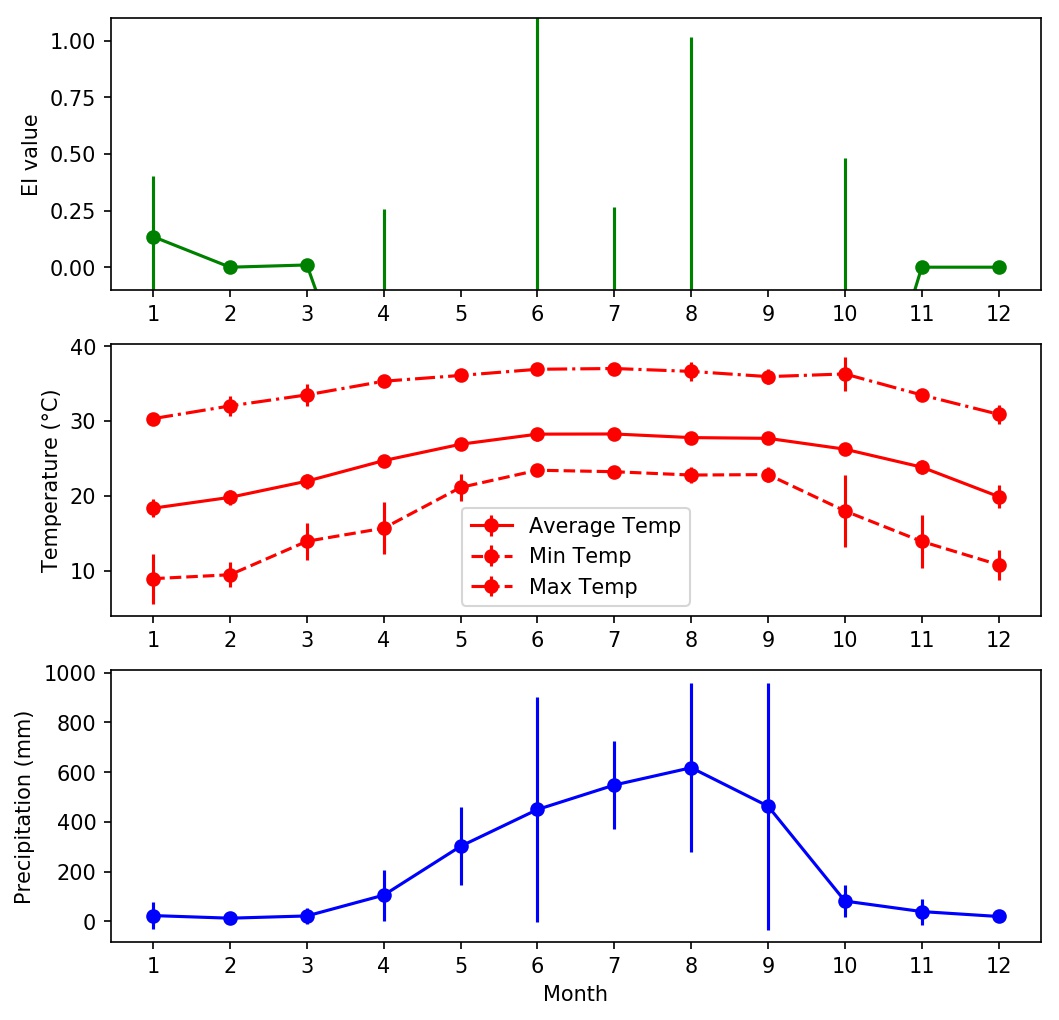 EI value
1.00
0.75
0.50
0.25
0.00
1 2 3 4 5 6 7 8 9 10 11 12
Temperature (°C)
40
30
20
10
Average Temp
Min Temp
Max Temp
1 2 3 4 5 6 7 8 9 10 11 12
Precipitation (mm)
1000
800
600
400
200
0
1 2 3 4 5 6 7 8 9 10 11 12
Month